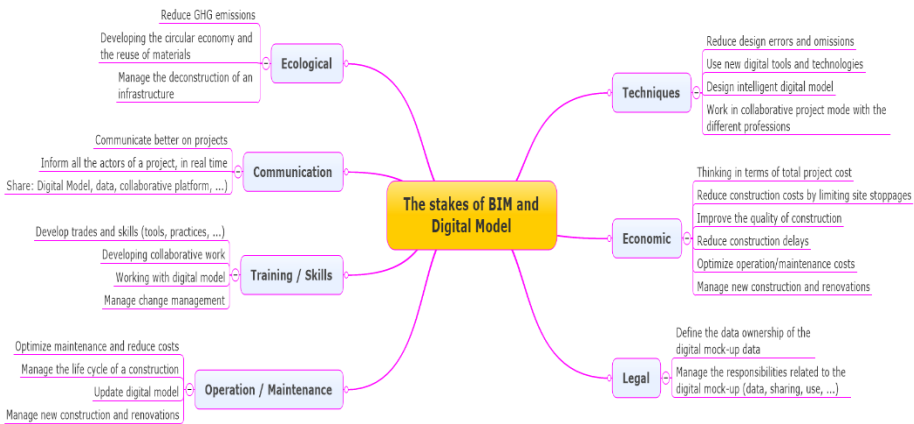 The stakes of BIM and
Digital Model
Ecological
Reduce GHG emissions
Developing the circular economy and
the reuse of materials
Manage the deconstruction of an
infrastructure
Communication
Communicate better on projects
Inform all the actors of a project, in real time
Share: Digital Model, data, collaborative platform, ...)
Training / Skills
Develop trades and skills (tools, practices, ...)
Developing collaborative work
Working with digital model
Manage change management
Operation / Maintenance
Optimize maintenance and reduce costs
Manage the life cycle of a construction
Update digital model
Manage new construction and renovations
Techniques
Reduce design errors and omissions
Use new digital tools and technologies
Design intelligent digital model
Work in collaborative project mode with the
different professions
Economic
Thinking in terms of total project cost
Reduce construction costs by limiting site stoppages
Improve the quality of construction
Reduce construction delays
Optimize operation/maintenance costs
Manage new construction and renovations
Legal
Define the data ownership of the
digital mock-up data
Manage the responsibilities related to the
digital mock-up (data, sharing, use, ...)